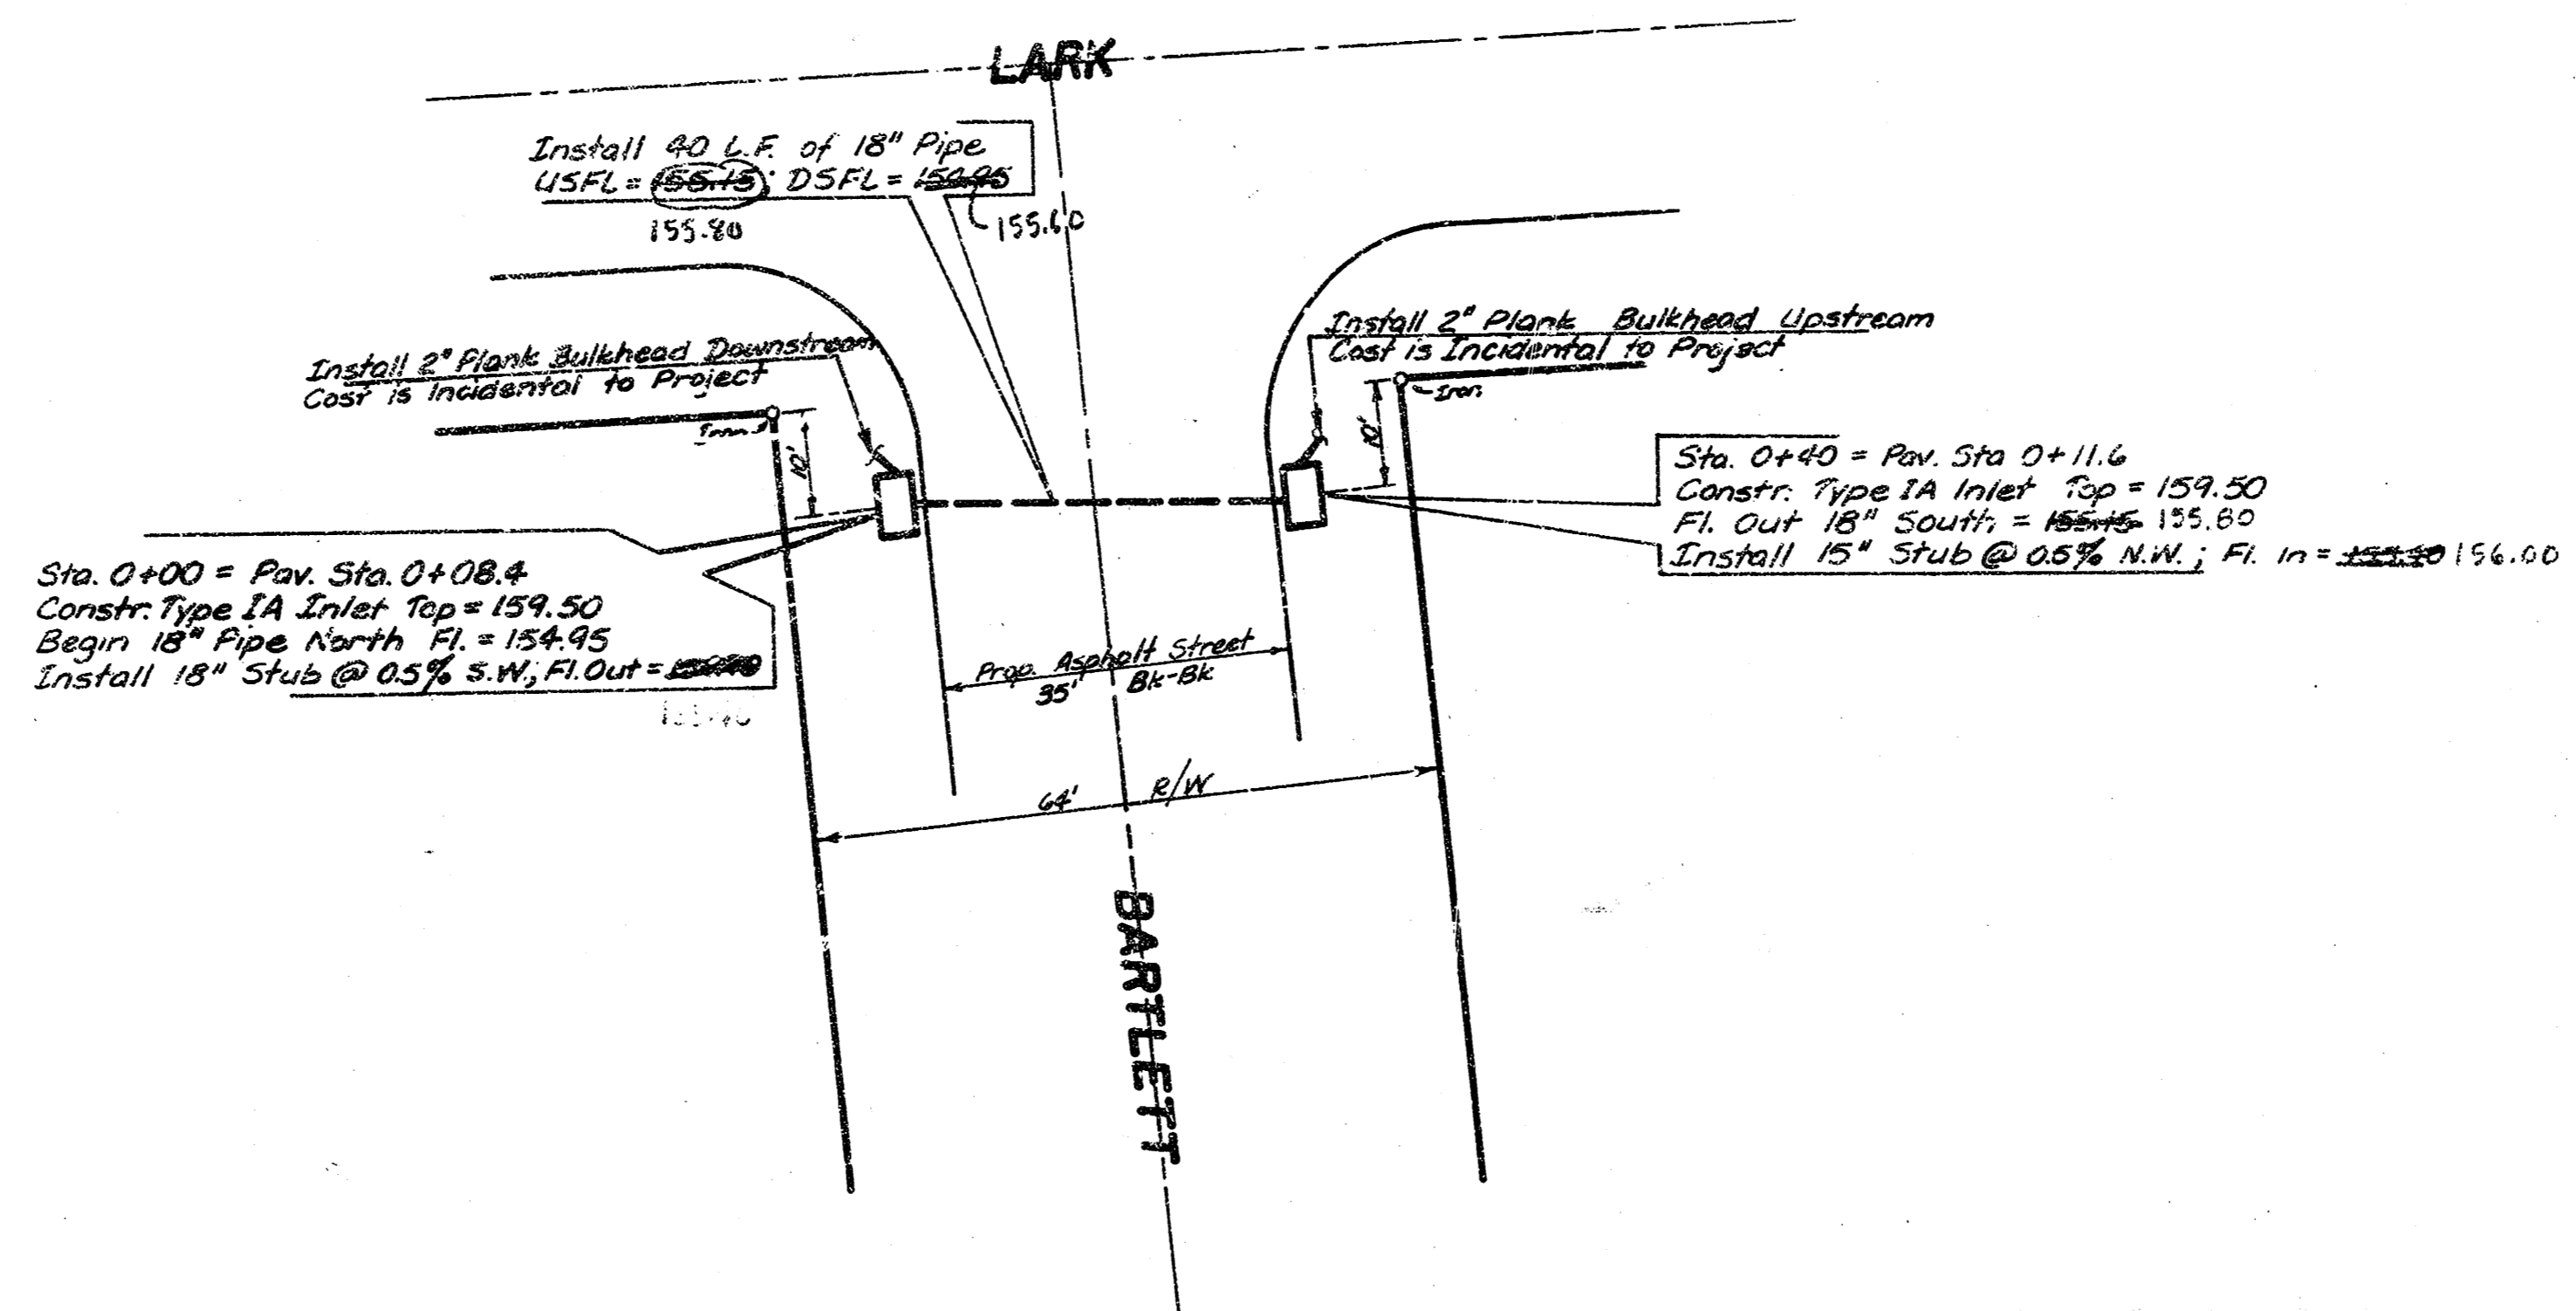 LARK
Install 40 L.F. of 18" Pipe
USFL = 155.15; DSFL = 154.95
155.80
155.60
Install 2" Plank Bulkhead Downstream
Cost is Incidental to Project
Install 2" Plank Bulkhead Upstream
Cost is Incidental to Project
Iron
Iron
10'
10'
Sta. 0+40 = Pav. Sta 0+11.6
Constr. Type IA Inlet Top = 159.50
Fl. Out 18" South = 155.15 155.80
Install 15" Stub @ 0.5% N.W.; Fl. In = 156.00
Sta. 0+00 = Pav. Sta. 0+08.4
Constr. Type IA Inlet Top = 159.50
Begin 18" Pipe North Fl. = 154.95
Install 18" Stub @ 0.5% S.W.; Fl. Out =
Prop. Asphalt Street
35' Bk-Bk
64' R/W
BARTLETT